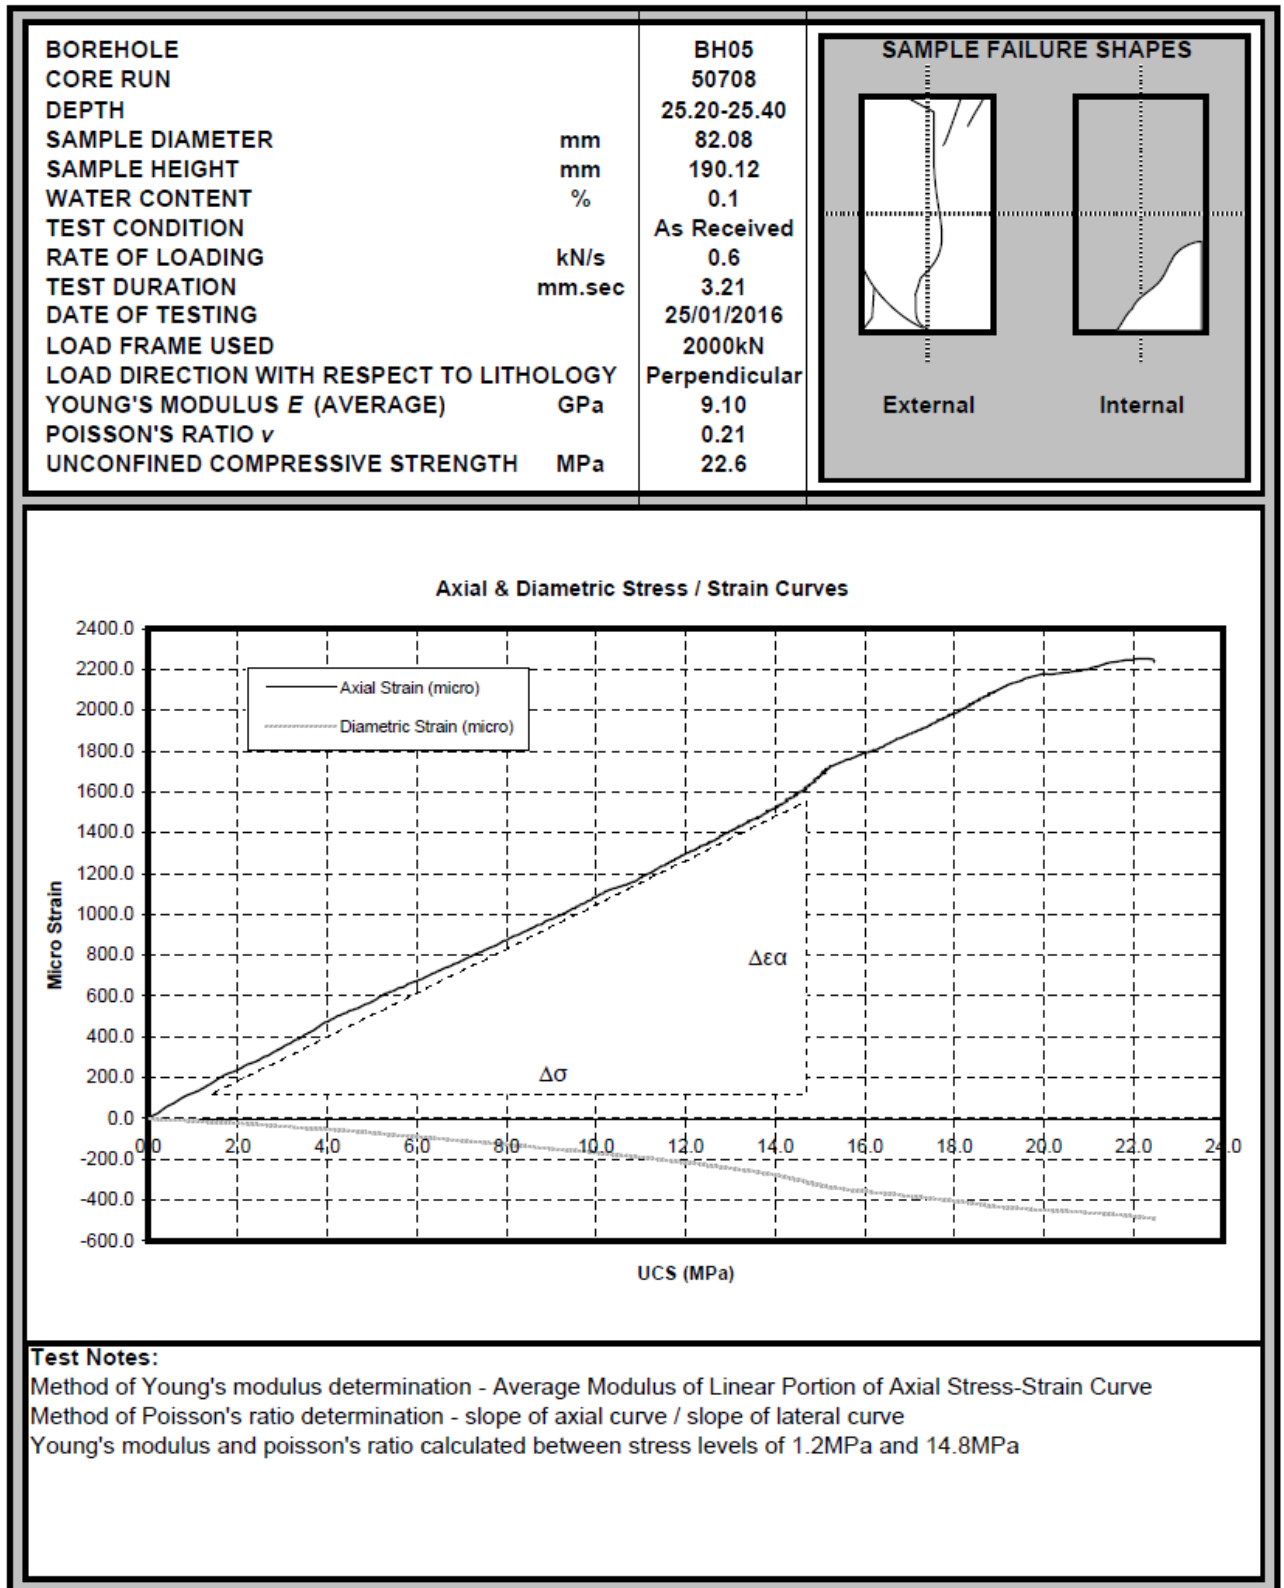 BOREHOLE BH05
CORE RUN 50708
DEPTH 25.20-25.40
SAMPLE DIAMETER mm 82.08
SAMPLE HEIGHT mm 190.12
WATER CONTENT % 0.1
TEST CONDITION As Received
RATE OF LOADING kN/s 0.6
TEST DURATION mm.sec 3.21
DATE OF TESTING 25/01/2016
LOAD FRAME USED 2000kN
LOAD DIRECTION WITH RESPECT TO LITHOLOGY Perpendicular
YOUNG'S MODULUS E (AVERAGE) GPa 9.10
POISSON'S RATIO v 0.21
UNCONFINED COMPRESSIVE STRENGTH MPa 22.6
SAMPLE FAILURE SHAPES
External Internal
Axial & Diametric Stress / Strain Curves
2400.0
2200.0
2000.0
1800.0
1600.0
1400.0
1200.0
1000.0
800.0
600.0
400.0
200.0
0.0
-200.0
-400.0
-600.0
Micro Strain
Axial Strain (micro)
Diametric Strain (micro)
Δεα
Δσ
0.0 2.0 4.0 6.0 8.0 10.0 12.0 14.0 16.0 18.0 20.0 22.0 24.0
UCS (MPa)
Test Notes:
Method of Young's modulus determination - Average Modulus of Linear Portion of Axial Stress-Strain Curve
Method of Poisson's ratio determination - slope of axial curve / slope of lateral curve
Young's modulus and poisson's ratio calculated between stress levels of 1.2MPa and 14.8MPa